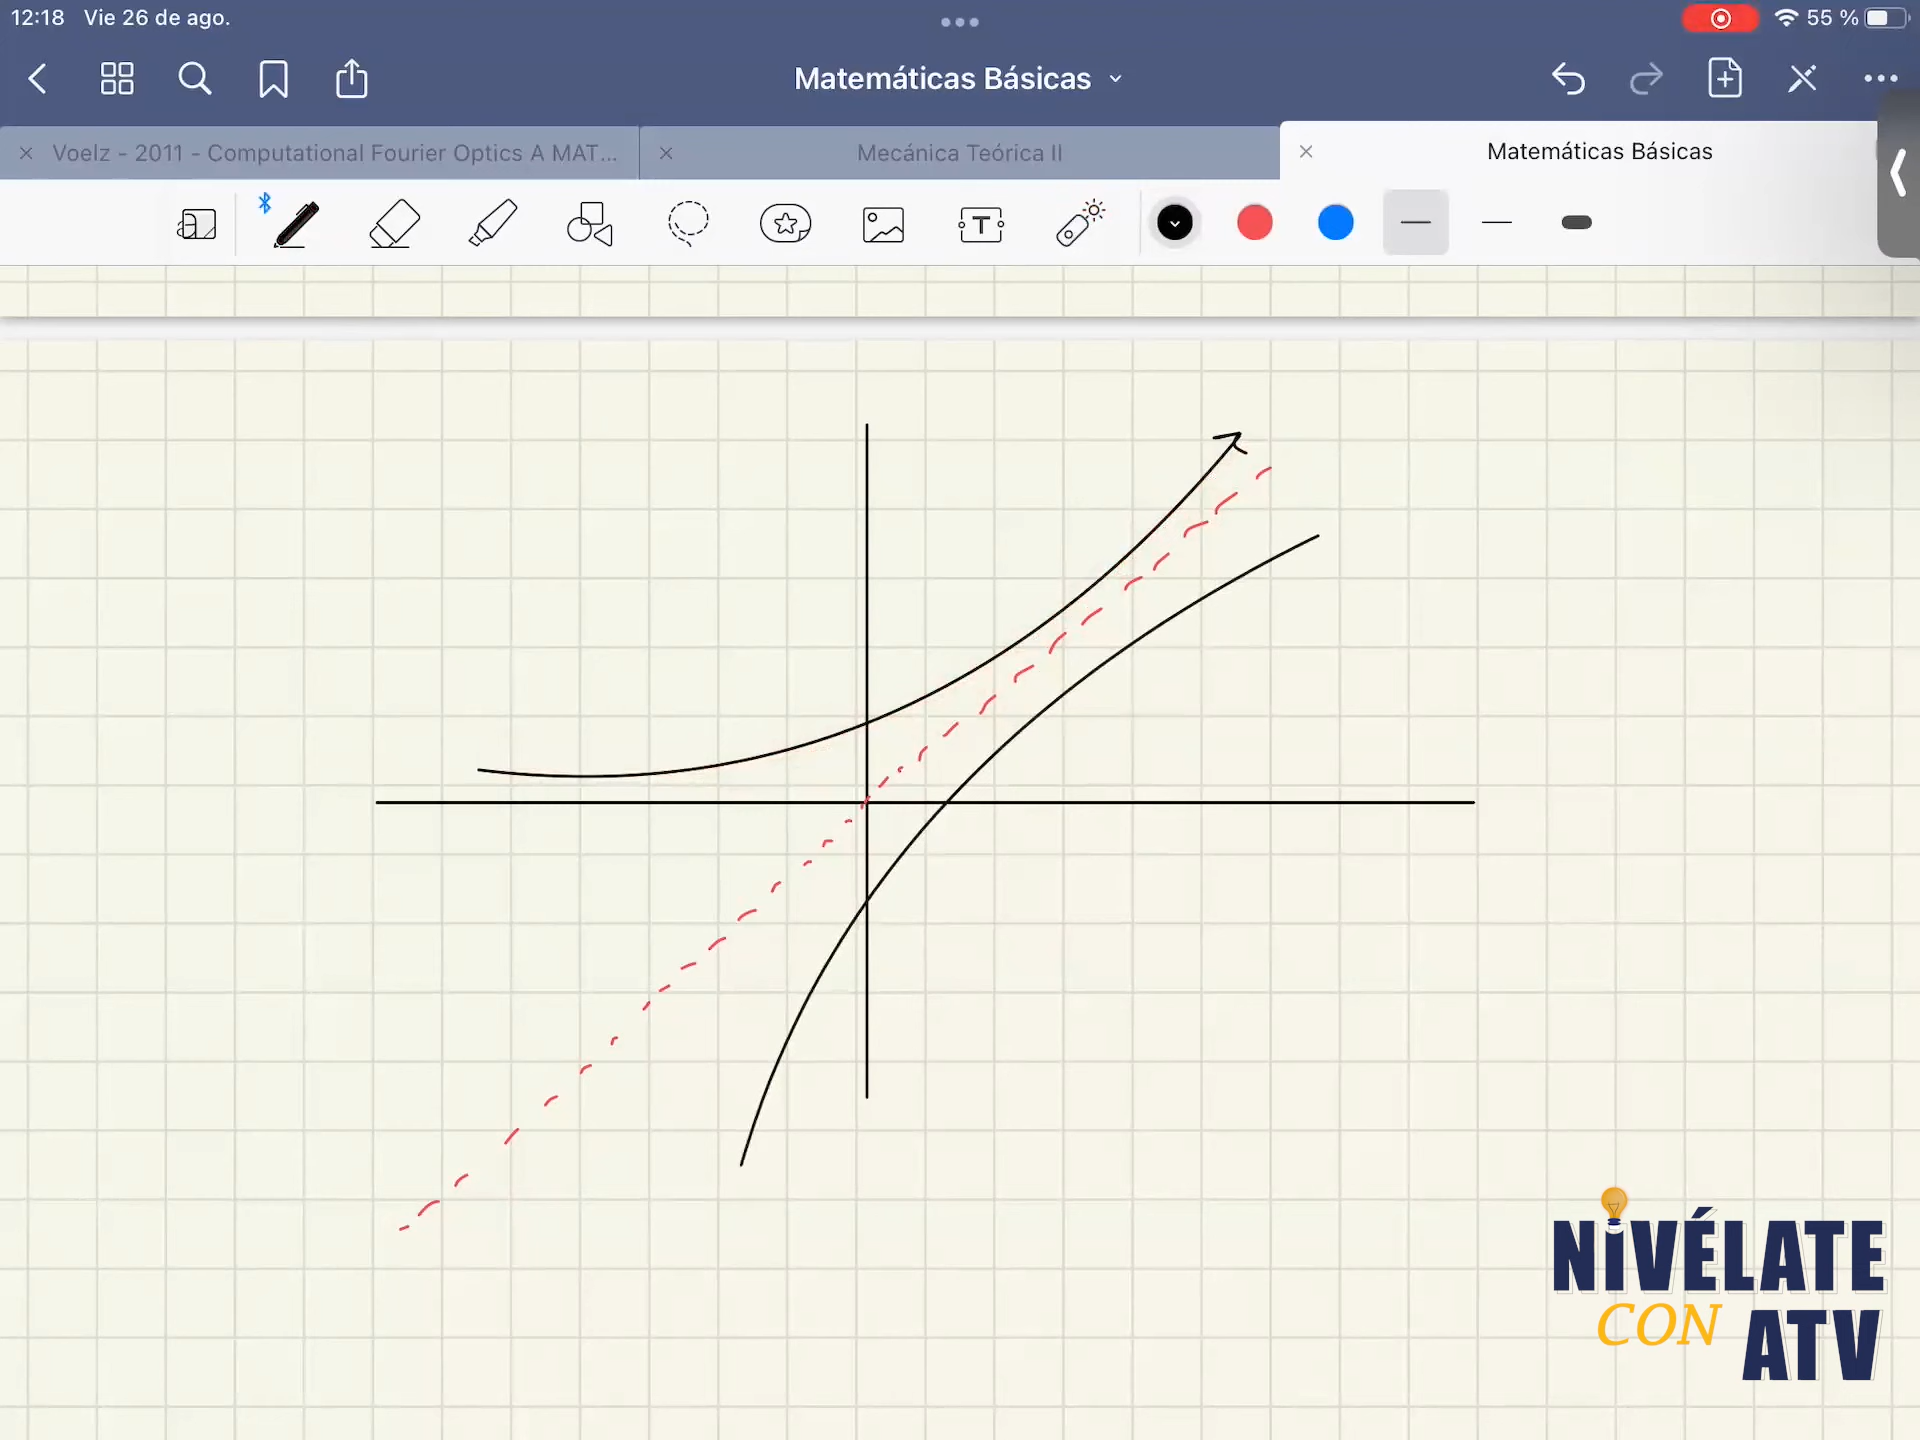 12:18 Vie 26 de ago. 55 %
Matemáticas Básicas
Voelz - 2011 - Computational Fourier Optics A MAT... Mecánica Teórica II Matemáticas Básicas
T
NIVÉLATE
CON ATV